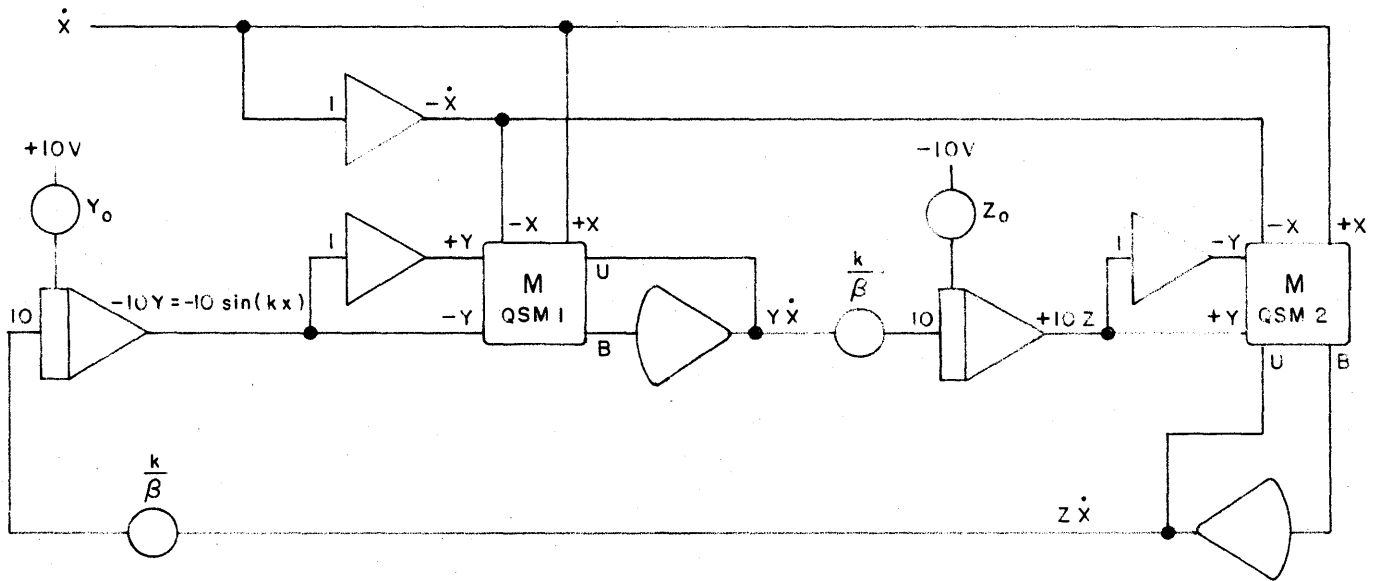 Ẋ
1
-Ẋ
+10V
Y₀
-10V
Z₀
1
+Y
-X
+X
M
QSM 1
U
-Y
B
10
-10Y = -10 sin(kx)
YẊ
k/β
10
+10 Z
1
-Y
-X
+X
M
QSM 2
+Y
U
B
k/β
ZẊ